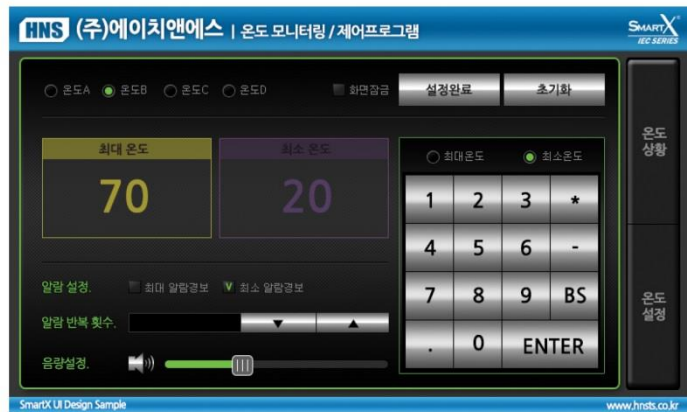 HNS (주)에이치앤에스 | 온도 모니터링 / 제어프로그램
SMARTX
IEC SERIES
온도A 온도B 온도C 온도D 화면잠금 설정완료 초기화
온도
상황
최대 온도 최소 온도
70 20
최대온도 최소온도
1 2 3 *
4 5 6 -
7 8 9 BS
. 0 ENTER
알람 설정. 최대 알람경보 V 최소 알람경보
알람 반복 횟수. ▼ ▲
음량설정.
온도
설정
SmartX UI Design Sample
www.hnsts.co.kr